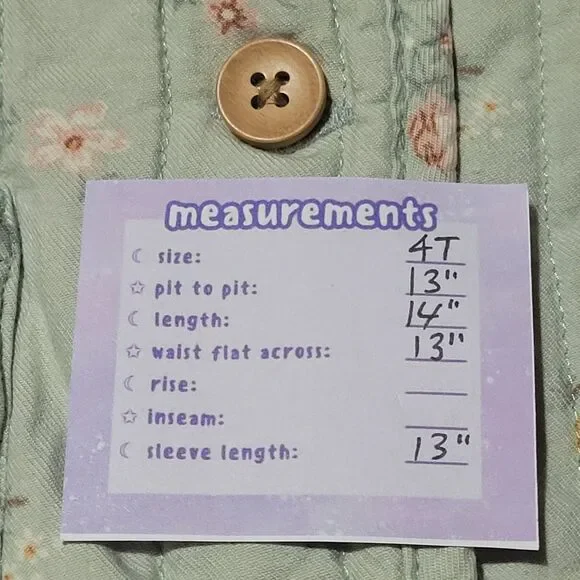 measurements
size: 4T
pit to pit: 13"
length: 14"
waist flat across: 13"
rise:
inseam:
sleeve length: 13"